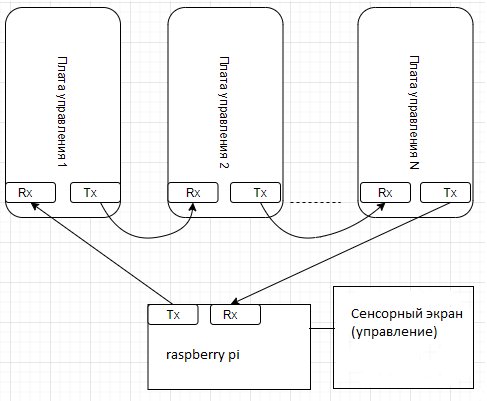 Плата управления 1
Плата управления 2
Плата управления N
Rx
Tx
Rx
Tx
Rx
Tx
Tx
Rx
raspberry pi
Сенсорный экран
(управление)